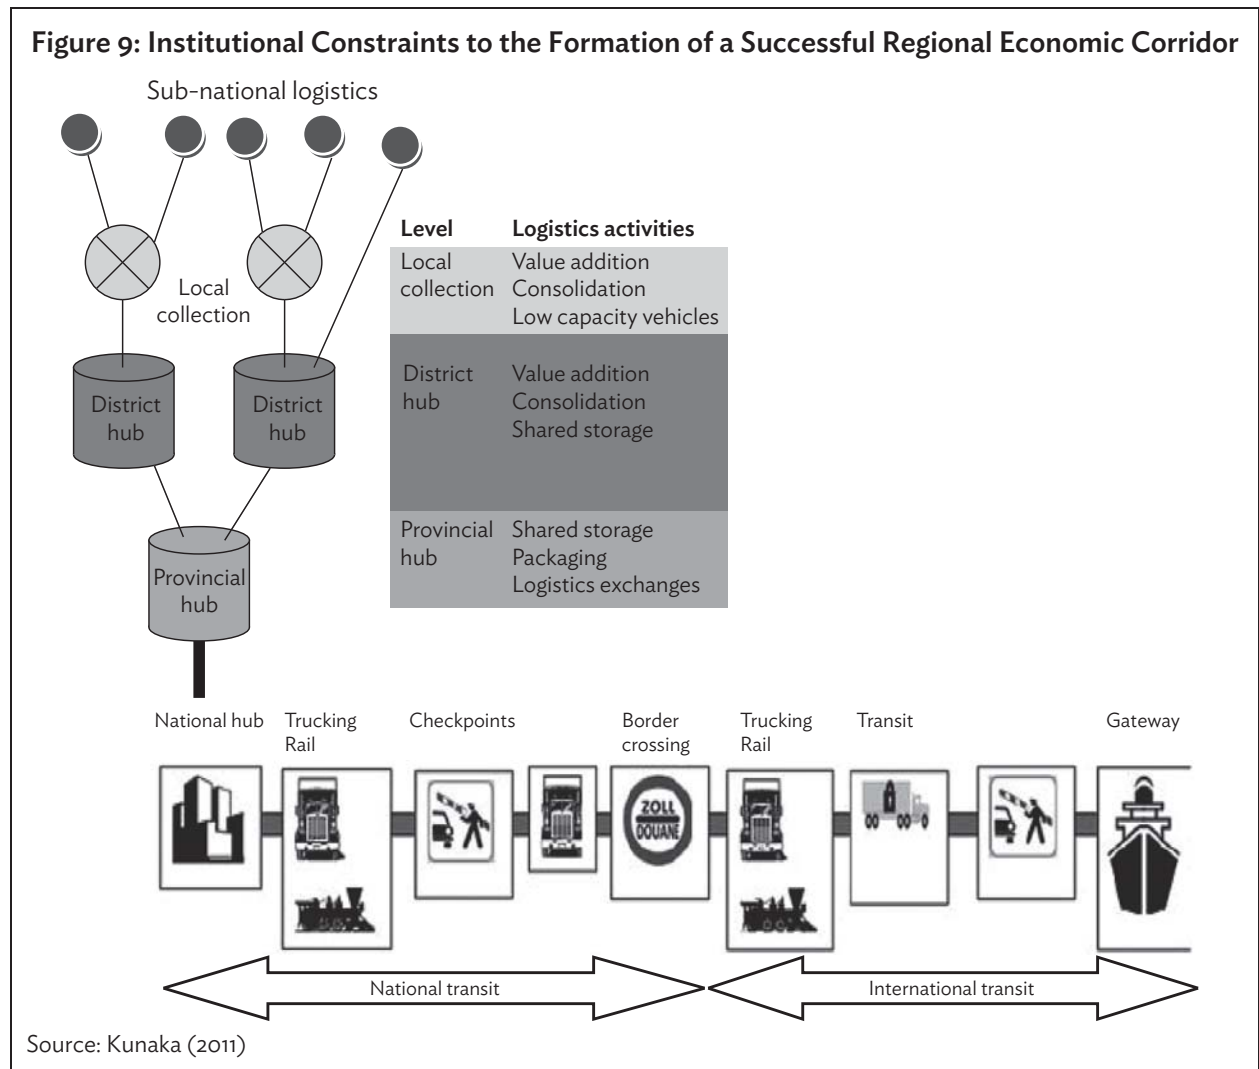 Figure 9: Institutional Constraints to the Formation of a Successful Regional Economic Corridor
Sub-national logistics
Local
collection
District
hub
District
hub
Provincial
hub
Level Logistics activities
Local Value addition
collection Consolidation
Low capacity vehicles
District Value addition
hub Consolidation
Shared storage
Provincial Shared storage
hub Packaging
Logistics exchanges
National hub
Trucking
Rail
Checkpoints
Border
crossing
Trucking
Rail
Transit
Gateway
ZOLL
DOUANE
National transit
International transit
Source: Kunaka (2011)